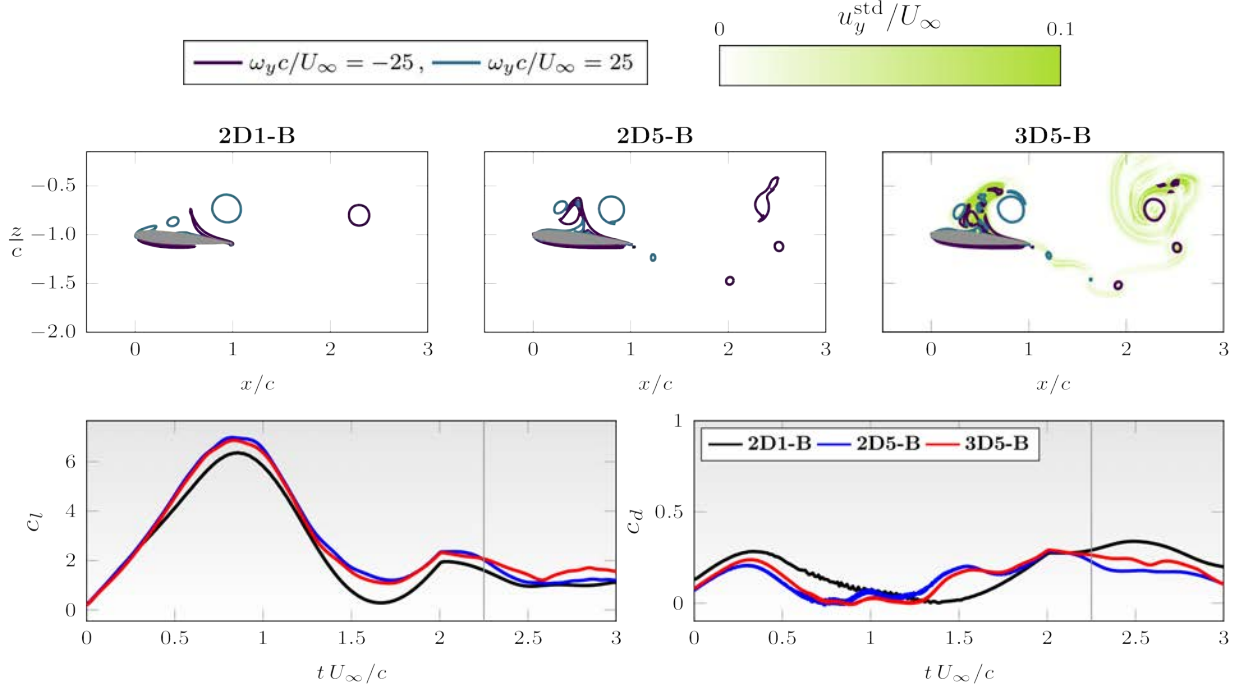 u_y^std/U_∞
0 0.1
ω_y c/U_∞ = −25 , ω_y c/U_∞ = 25
2D1-B 2D5-B 3D5-B
−0.5
−1.0
−1.5
−2.0
z/c
0 1 2 3 0 1 2 3 0 1 2 3
x/c x/c x/c
6
4
2
0
c_l
0 0.5 1 1.5 2 2.5 3
t U_∞/c
1
0.5
0
c_d
2D1-B 2D5-B 3D5-B
0 0.5 1 1.5 2 2.5 3
t U_∞/c